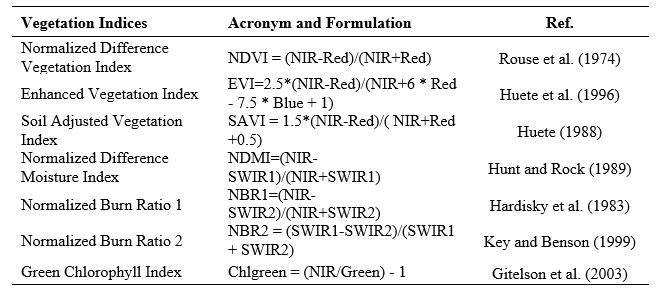 Vegetation Indices Acronym and Formulation Ref.
Normalized Difference
Vegetation Index
NDVI = (NIR-Red)/(NIR+Red)
Rouse et al. (1974)
Enhanced Vegetation Index
EVI=2.5*(NIR-Red)/(NIR+6 * Red
- 7.5 * Blue + 1)
Huete et al. (1996)
Soil Adjusted Vegetation
Index
SAVI = 1.5*(NIR-Red)/( NIR+Red
+0.5)
Huete (1988)
Normalized Difference
Moisture Index
NDMI=(NIR-
SWIR1)/(NIR+SWIR1)
Hunt and Rock (1989)
Normalized Burn Ratio 1
NBR1=(NIR-
SWIR2)/(NIR+SWIR2)
Hardisky et al. (1983)
Normalized Burn Ratio 2
NBR2 = (SWIR1-SWIR2)/(SWIR1
+ SWIR2)
Key and Benson (1999)
Green Chlorophyll Index
Chlgreen = (NIR/Green) - 1
Gitelson et al. (2003)